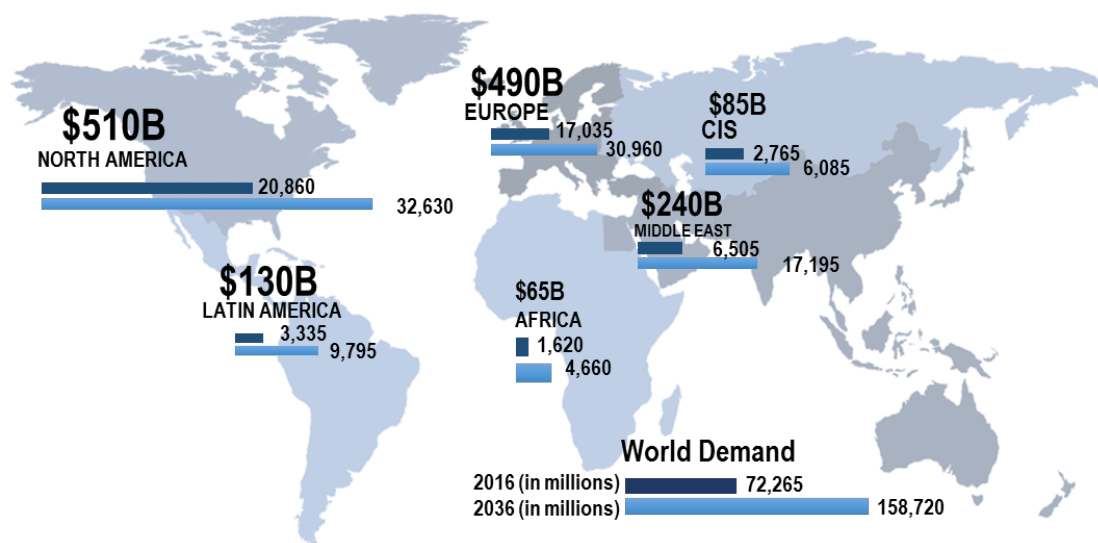 $510B
NORTH AMERICA
20,860
32,630
$490B
EUROPE
17,035
30.960
$85B
CIS
2,765
6,085
$240B
MIDDLE EAST
6,505
17,195
$130B
LATIN AMERICA
3,335
9,795
$65B
AFRICA
1,620
4,660
World Demand
2016 (in millions) 72,265
2036 (in millions) 158,720